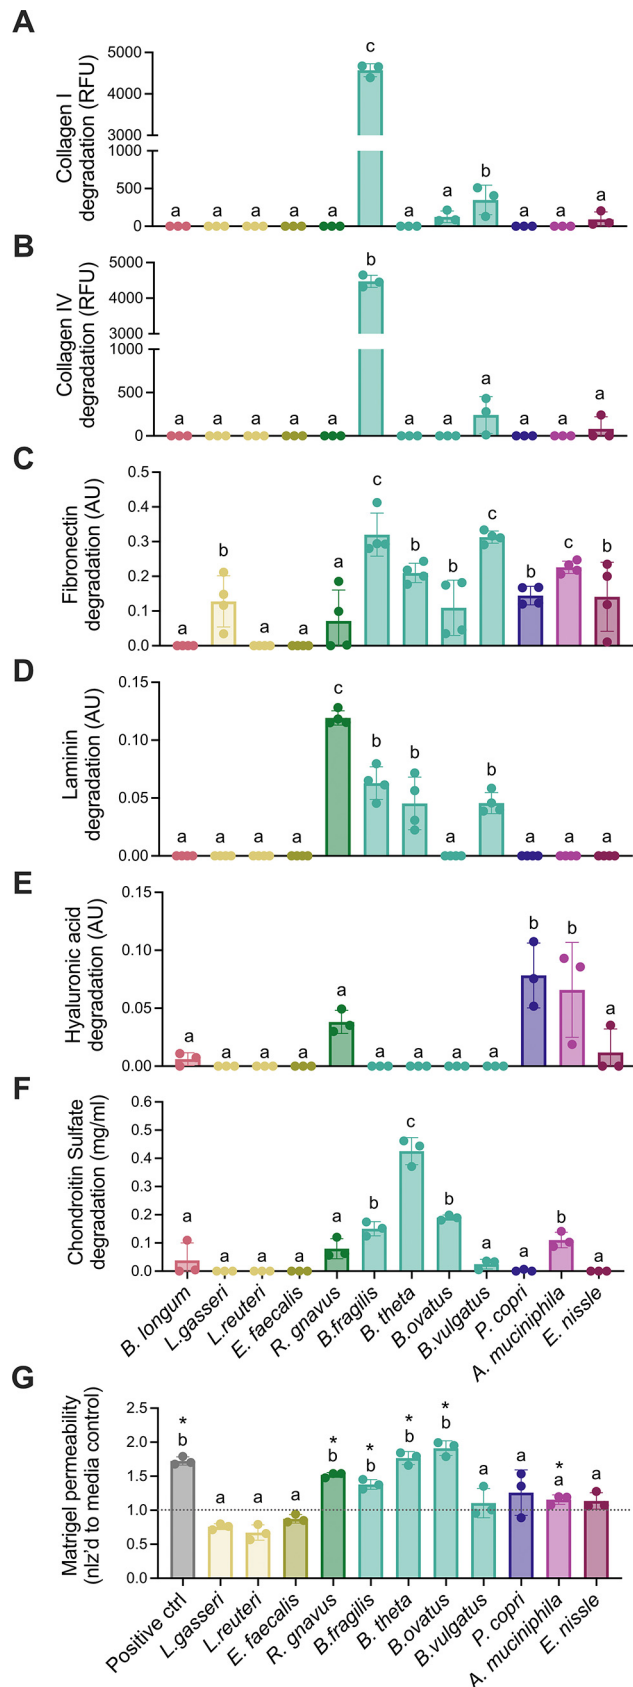 A
Collagen I
degradation (RFU)
5000
4000
3000
1000
500
0
a a a a a c a a b a a a
B
Collagen IV
degradation (RFU)
5000
4000
3000
1000
500
0
a a a a a b a a a a a a
C
Fibronectin
degradation (AU)
0.5
0.4
0.3
0.2
0.1
0.0
a b a a a c b b c b c b
D
Laminin
degradation (AU)
0.15
0.10
0.05
0.00
a a a a c b b a b a a a
E
Hyaluronic acid
degradation (AU)
0.15
0.10
0.05
0.00
a a a a a a a a a b b a
F
Chondroitin Sulfate
degradation (mg/ml)
0.6
0.5
0.4
0.3
0.2
0.1
0.0
a a a a a b c b a a b a
B. longum
L.gasseri
L.reuteri
E. faecalis
R. gnavus
B.fragilis
B. theta
B.ovatus
B.vulgatus
P. copri
A. muciniphila
E. nissle
G
Matrigel permeability
(nlz'd to media control)
2.5
2.0
1.5
1.0
0.5
0.0
* * * * * *
b a a a b b b b a a a a
Positive ctrl
L.gasseri
L.reuteri
E. faecalis
R. gnavus
B.fragilis
B. theta
B.ovatus
B.vulgatus
P. copri
A. muciniphila
E. nissle